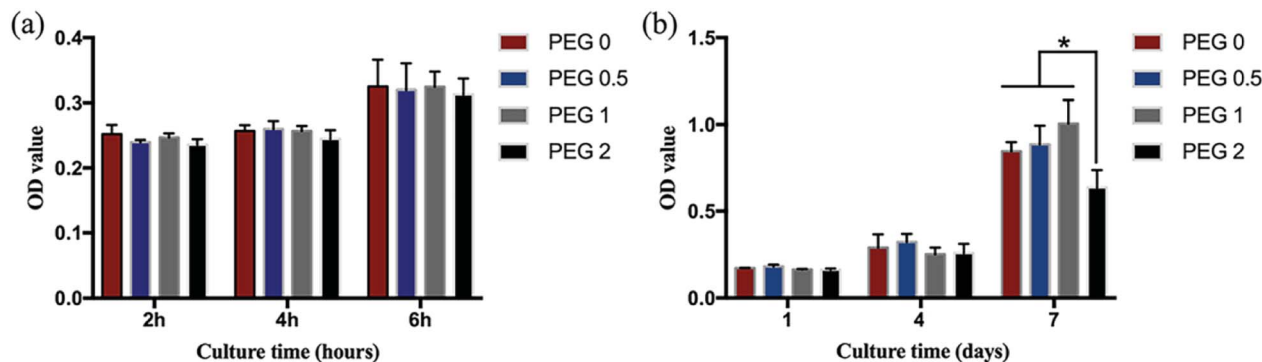 (a)
OD value
0.4
0.3
0.2
0.1
0.0
2h
4h
6h
Culture time (hours)
PEG 0
PEG 0.5
PEG 1
PEG 2
(b)
OD value
1.5
1.0
0.5
0.0
1
4
7
Culture time (days)
*
PEG 0
PEG 0.5
PEG 1
PEG 2